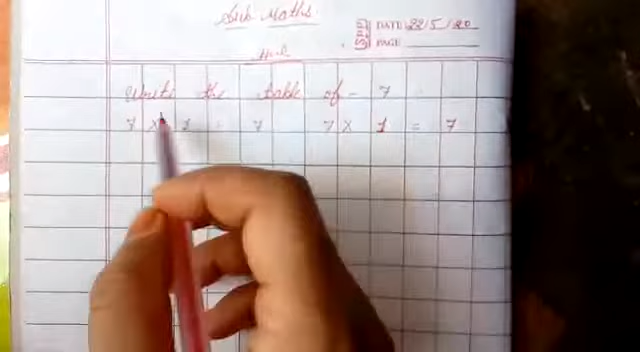 Sub Maths
DATE 22/5/20
PAGE
H.W
Write the table of - 7
7 × 1 = 7 7 × 1 = 7